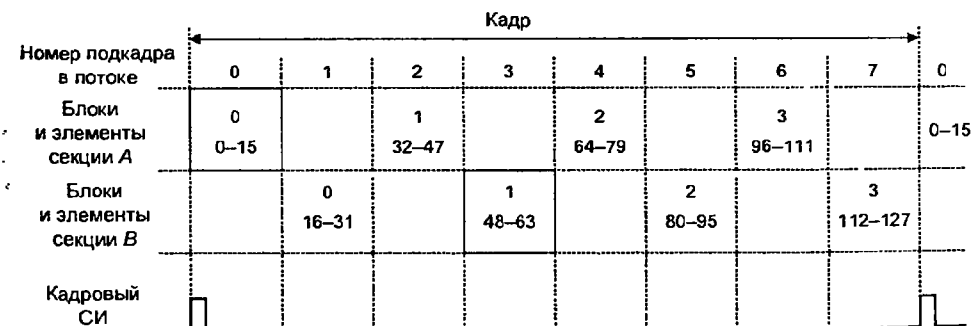 Кадр
Номер подкадра
в потоке
0 1 2 3 4 5 6 7 0
Блоки
и элементы
секции A
0 1 2 3
0–15 32–47 64–79 96–111 0–15
Блоки
и элементы
секции B
0 1 2 3
16–31 48–63 80–95 112–127
Кадровый
СИ